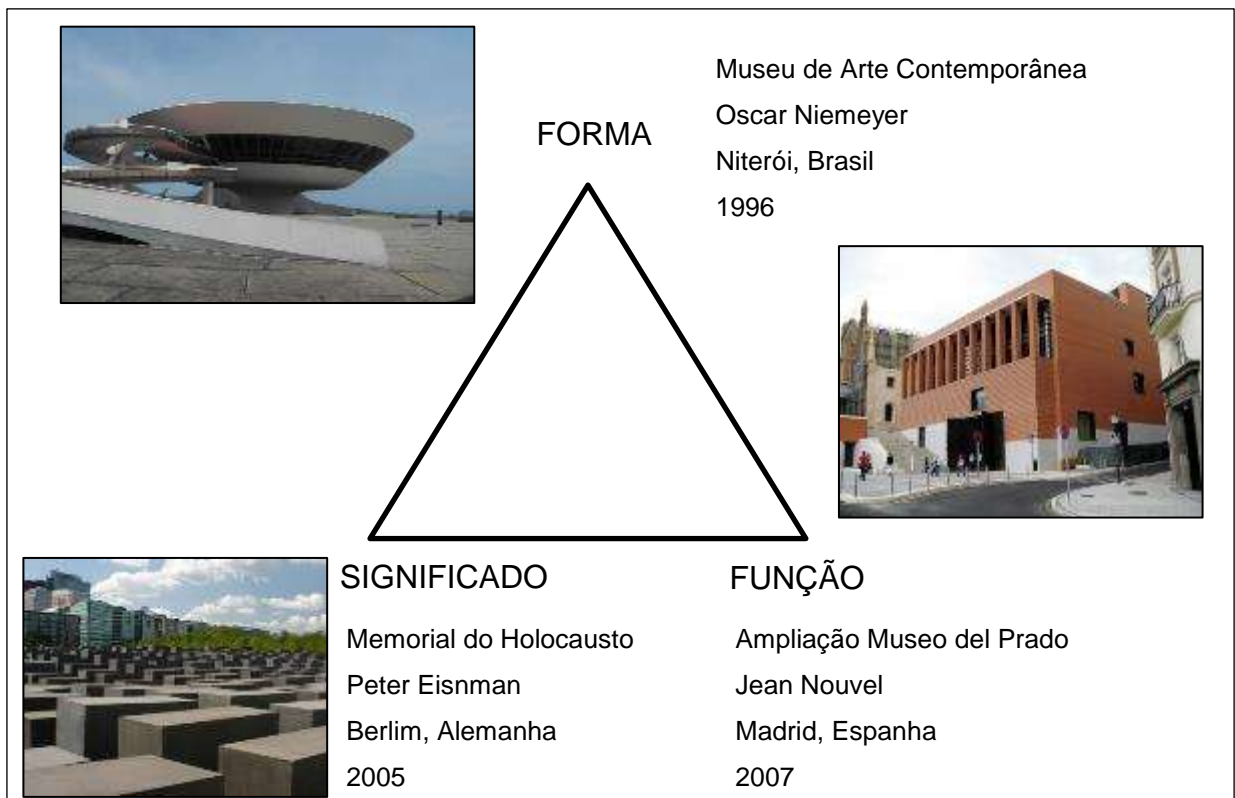 FORMA
Museu de Arte Contemporânea
Oscar Niemeyer
Niterói, Brasil
1996
SIGNIFICADO
Memorial do Holocausto
Peter Eisnman
Berlim, Alemanha
2005
FUNÇÃO
Ampliação Museo del Prado
Jean Nouvel
Madrid, Espanha
2007